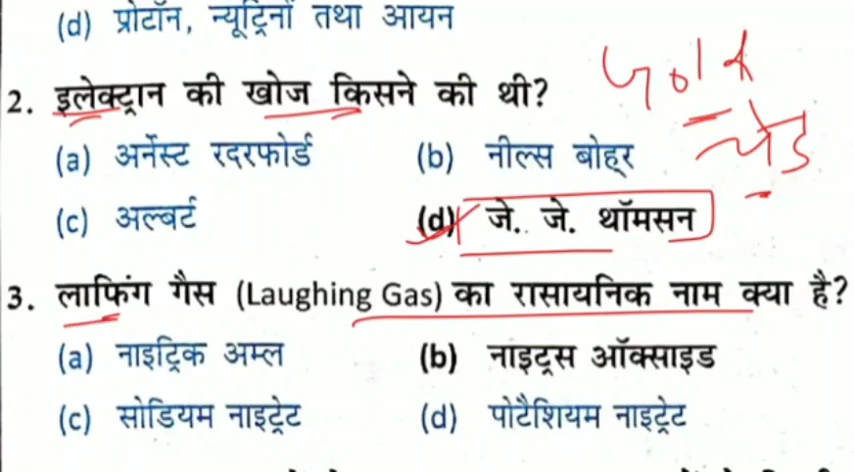 (d) प्रोटॉन, न्यूट्रिनों तथा आयन
2. इलेक्ट्रान की खोज किसने की थी?
(a) अर्नेस्ट रदरफोर्ड (b) नील्स बोहर
(c) अल्बर्ट (d) जे. जे. थॉमसन
3. लाफिंग गैस (Laughing Gas) का रासायनिक नाम क्या है?
(a) नाइट्रिक अम्ल (b) नाइट्रस ऑक्साइड
(c) सोडियम नाइट्रेट (d) पोटैशियम नाइट्रेट